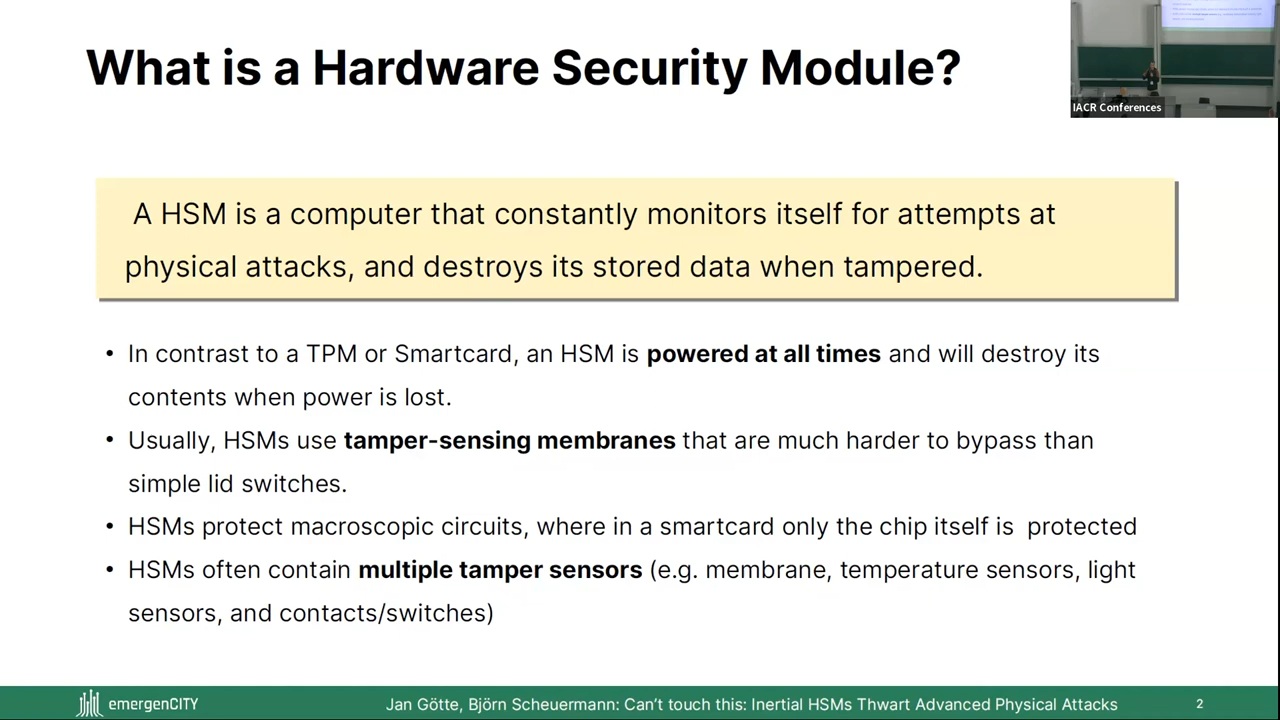 What is a Hardware Security Module?
IACR Conferences
A HSM is a computer that constantly monitors itself for attempts at
physical attacks, and destroys its stored data when tampered.
• In contrast to a TPM or Smartcard, an HSM is powered at all times and will destroy its
contents when power is lost.
• Usually, HSMs use tamper-sensing membranes that are much harder to bypass than
simple lid switches.
• HSMs protect macroscopic circuits, where in a smartcard only the chip itself is  protected
• HSMs often contain multiple tamper sensors (e.g. membrane, temperature sensors, light
sensors, and contacts/switches)
emergenCITY
Jan Götte, Björn Scheuermann: Can’t touch this: Inertial HSMs Thwart Advanced Physical Attacks
2